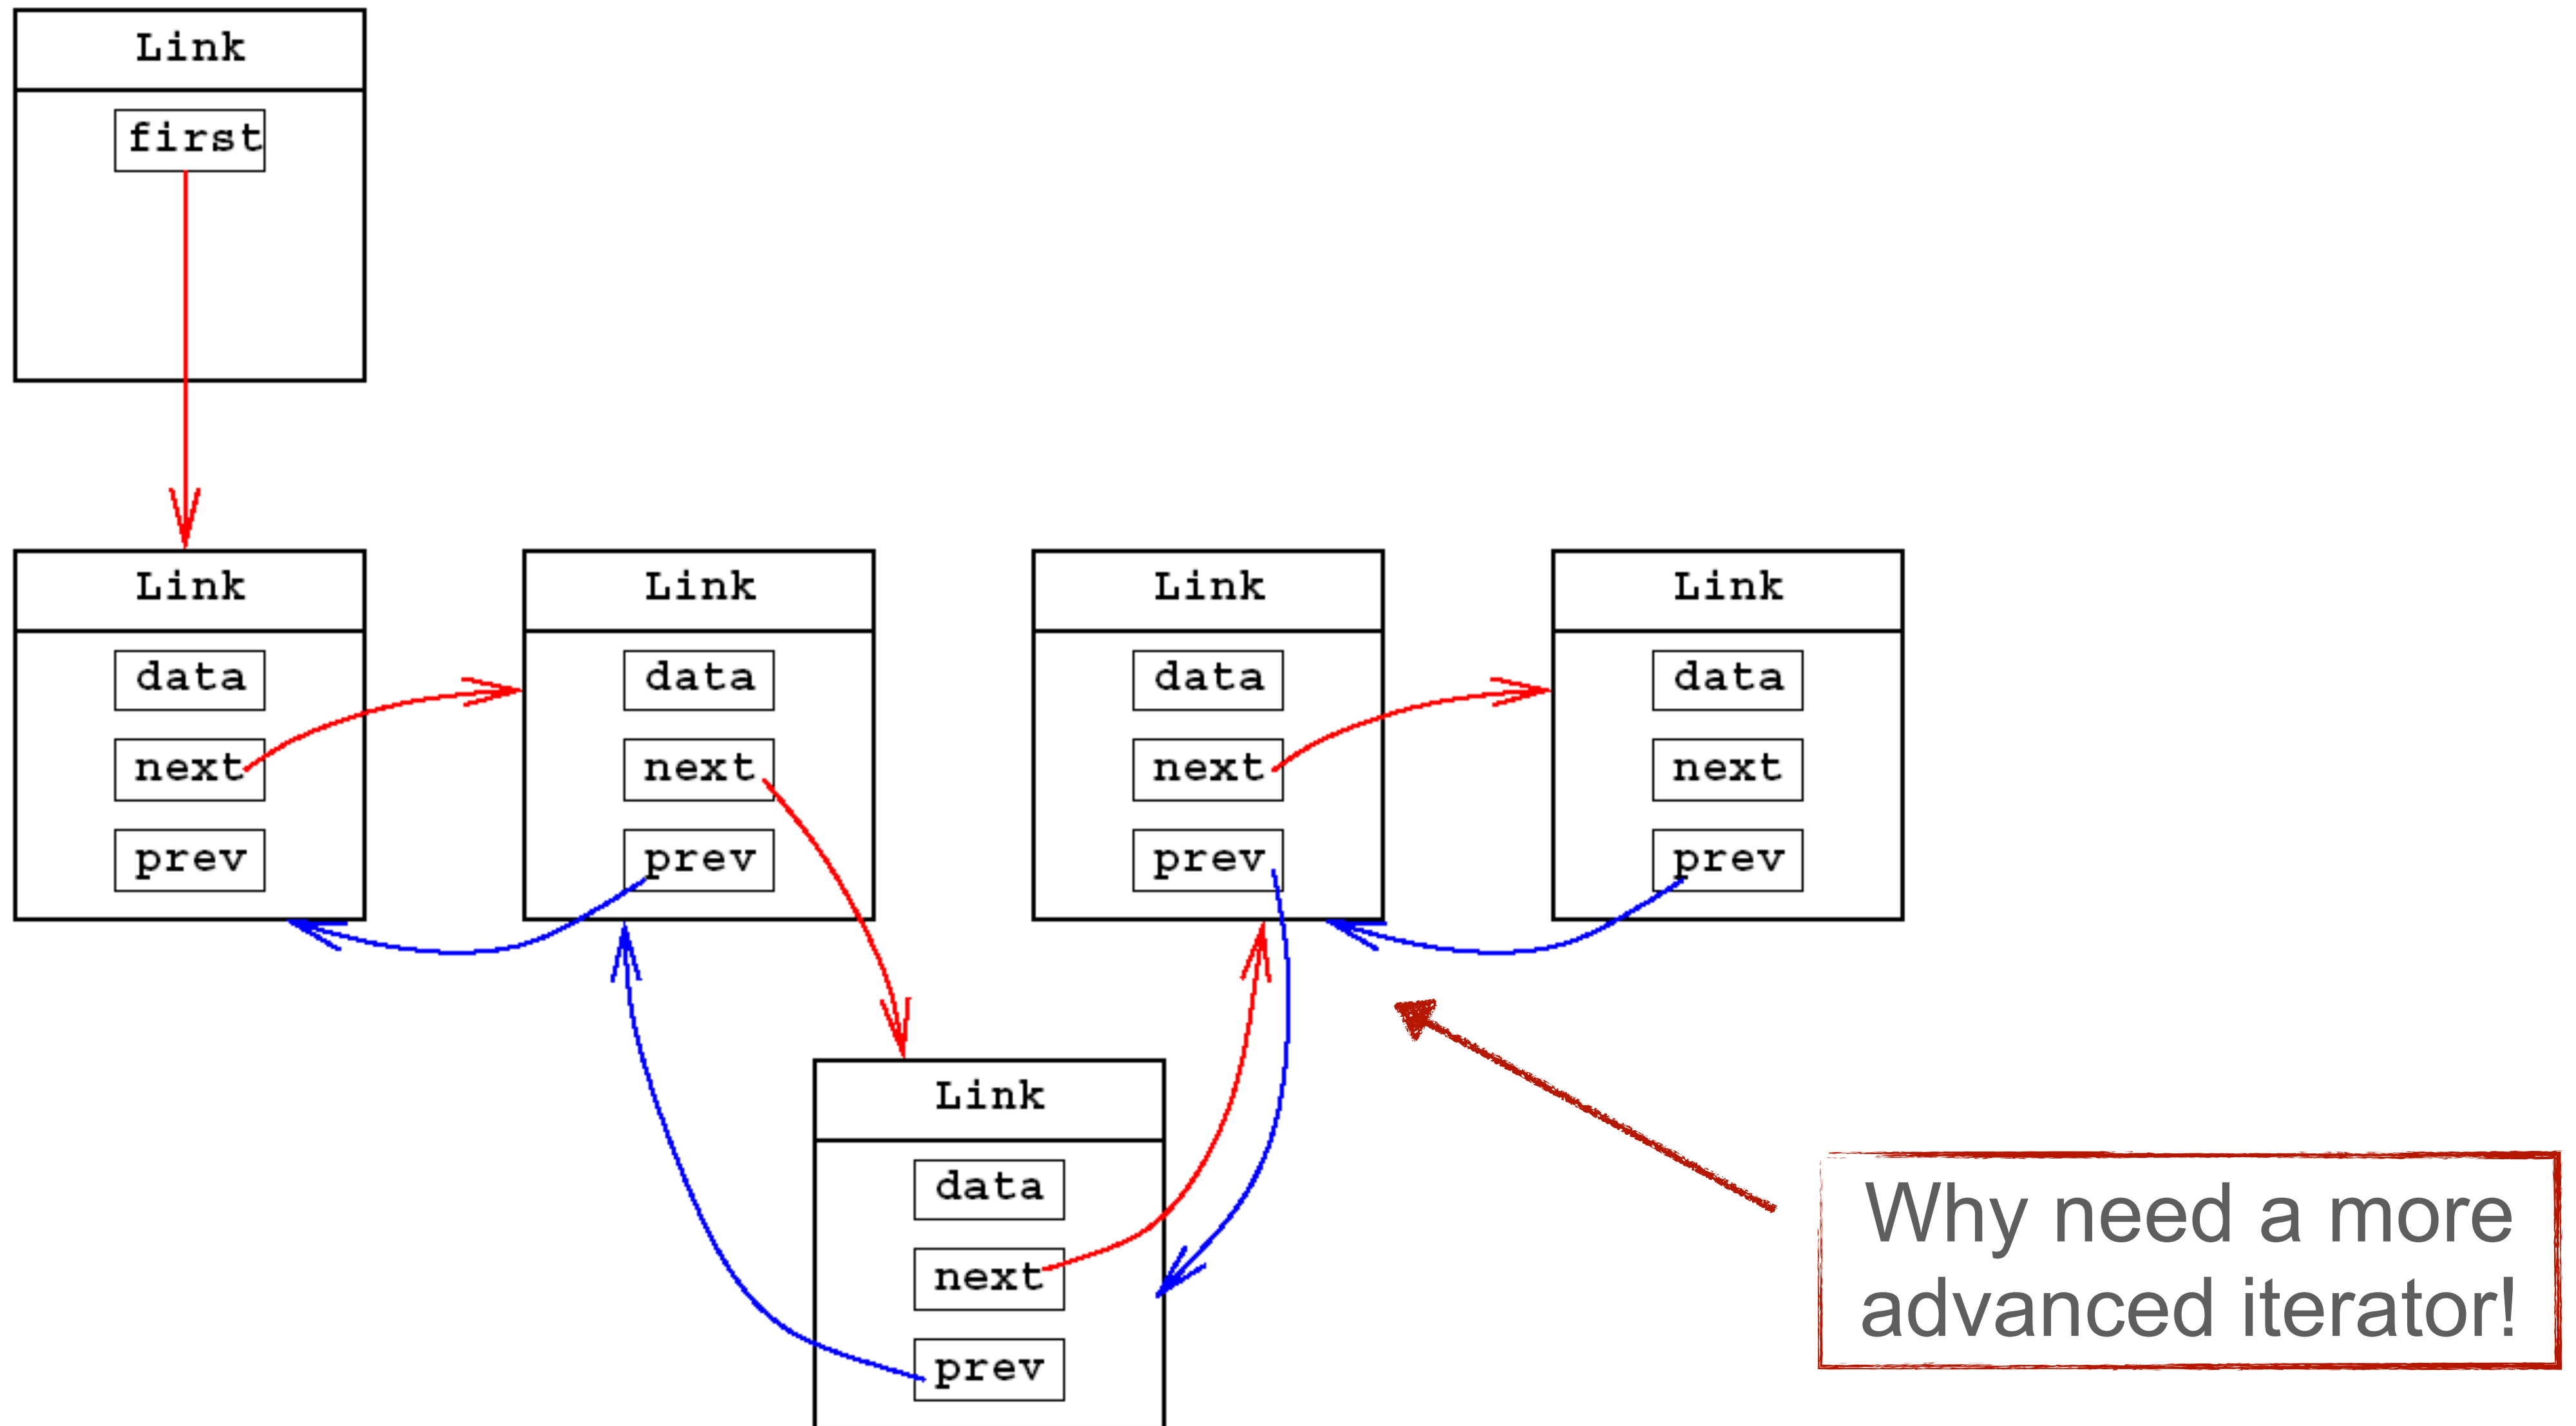 Link
first
Link
data
next
prev
Link
data
next
prev
Link
data
next
prev
Link
data
next
prev
Link
data
next
prev
Why need a more
advanced iterator!